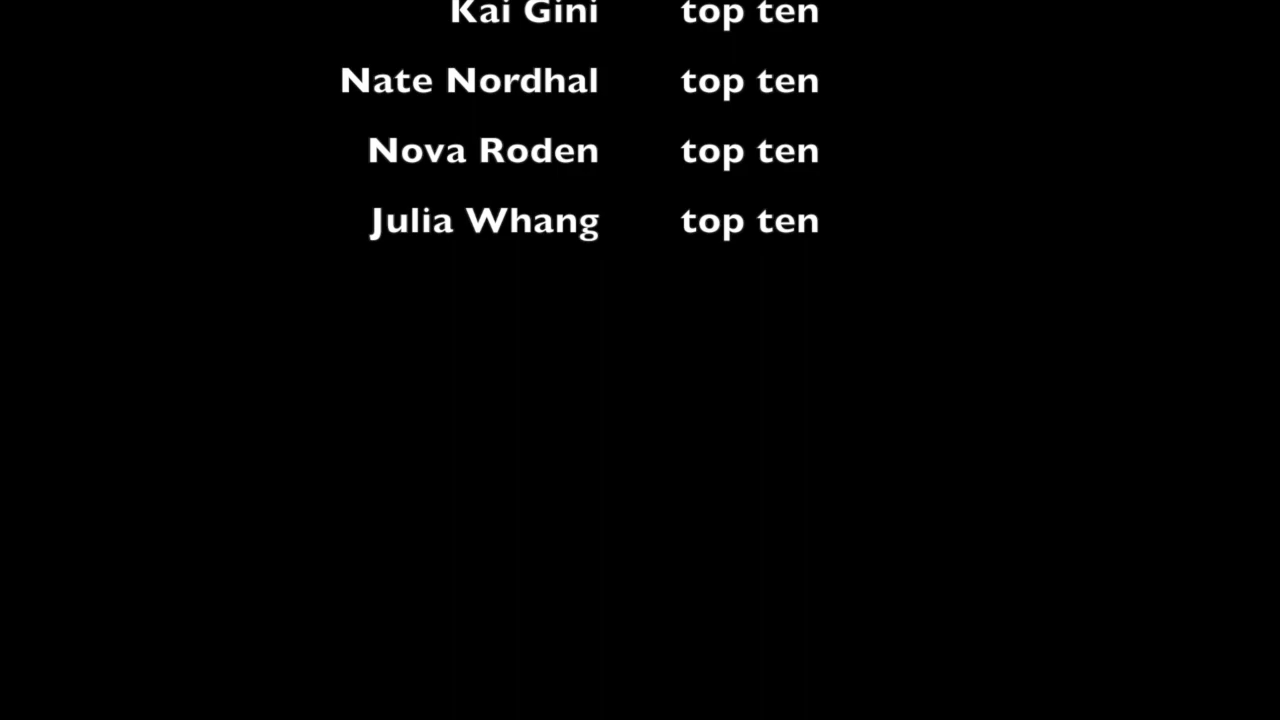 Kai Gini top ten
Nate Nordhal top ten
Nova Roden top ten
Julia Whang top ten